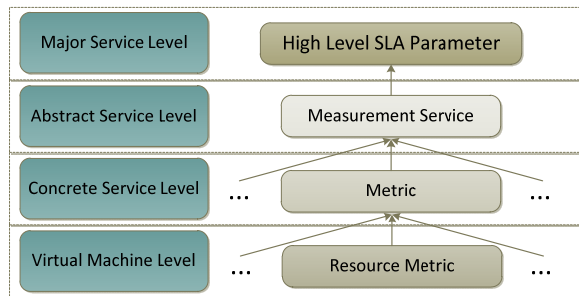 Major Service Level
High Level SLA Parameter
Abstract Service Level
Measurement Service
Concrete Service Level
...
Metric
...
Virtual Machine Level
...
Resource Metric
...